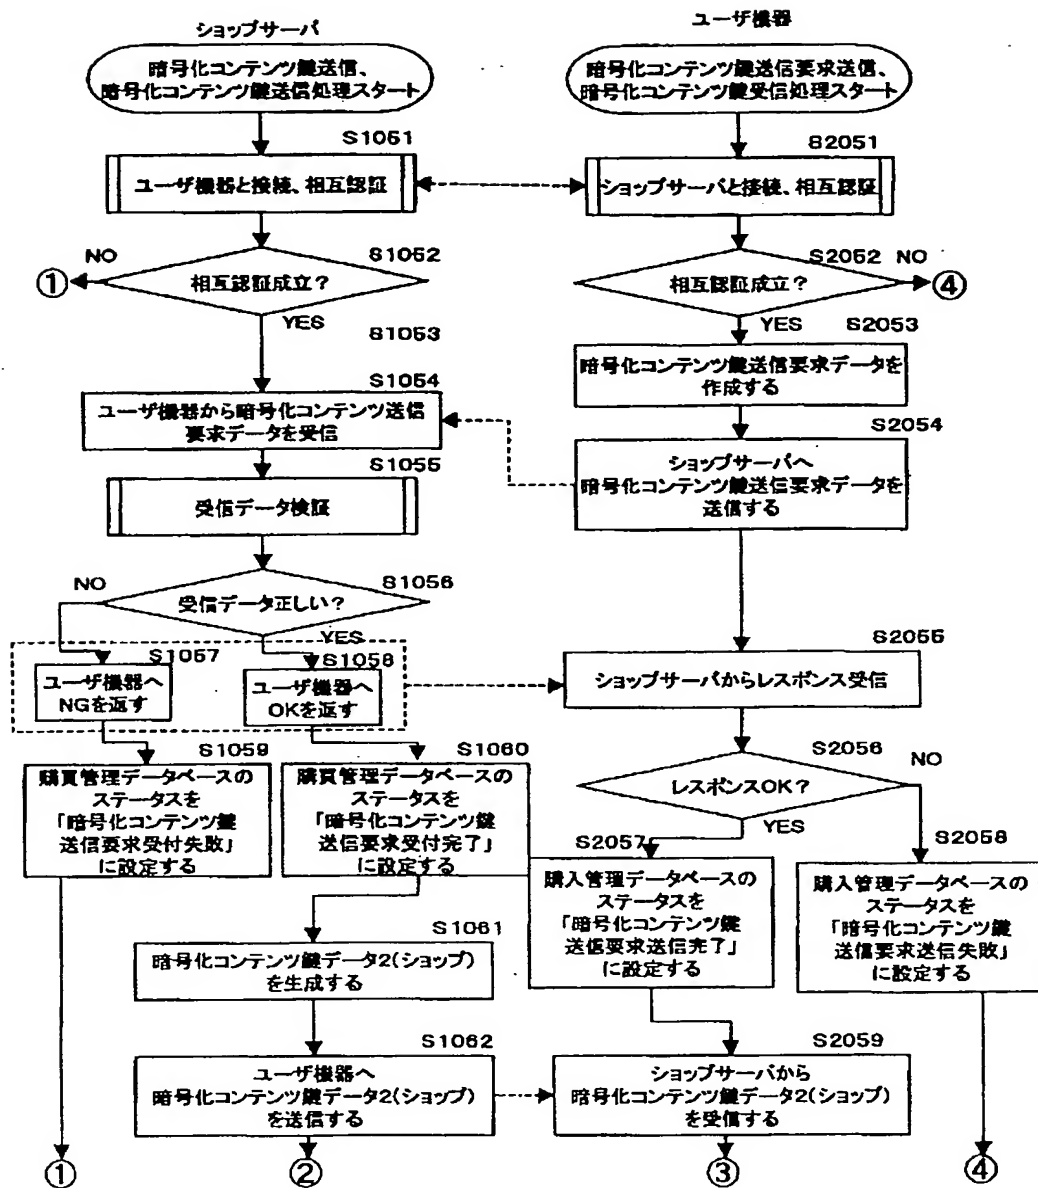 ショップサーバ
ユーザ機器
暗号化コンテンツ鍵送信、
暗号化コンテンツ鍵送信処理スタート
暗号化コンテンツ鍵送信要求送信、
暗号化コンテンツ鍵受信処理スタート
S1051
ユーザ機器と接続、相互認証
S2051
ショップサーバと接続、相互認証
NO
S1052
①
相互認証成立?
YES
S2052
NO
相互認証成立?
④
YES
S1053
S2053
暗号化コンテンツ鍵送信要求データを
作成する
S1054
ユーザ機器から暗号化コンテンツ送信
要求データを受信
S2054
ショップサーバへ
暗号化コンテンツ鍵送信要求データを
送信する
S1055
受信データ検証
NO
S1056
受信データ正しい?
YES
S1057
ユーザ機器へ
NGを返す
S1058
ユーザ機器へ
OKを返す
S2055
ショップサーバからレスポンス受信
S2056
NO
レスポンスOK?
YES
S1059
購買管理データベースの
ステータスを
「暗号化コンテンツ鍵
送信要求受付失敗」
に設定する
S1060
購買管理データベースの
ステータスを
「暗号化コンテンツ鍵
送信要求受付完了」
に設定する
S2057
購入管理データベースの
ステータスを
「暗号化コンテンツ鍵
送信要求送信完了」
に設定する
S2058
購入管理データベースの
ステータスを
「暗号化コンテンツ鍵
送信要求送信失敗」
に設定する
S1061
暗号化コンテンツ鍵データ2(ショップ)
を生成する
S1062
ユーザ機器へ
暗号化コンテンツ鍵データ2(ショップ)
を送信する
S2059
ショップサーバから
暗号化コンテンツ鍵データ2(ショップ)
を受信する
①
②
③
④